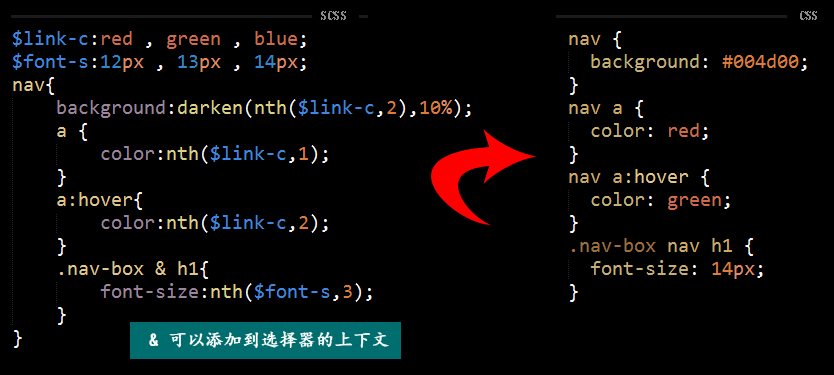 SCSS
$link-c:red , green , blue;
$font-s:12px , 13px , 14px;
nav{
    background:darken(nth($link-c,2),10%);
    a {
        color:nth($link-c,1);
    }
    a:hover{
        color:nth($link-c,2);
    }
    .nav-box & h1{
        font-size:nth($font-s,3);
    }
}
& 可以添加到选择器的上下文
CSS
nav {
  background: #004d00;
}
nav a {
  color: red;
}
nav a:hover {
  color: green;
}
.nav-box nav h1 {
  font-size: 14px;
}